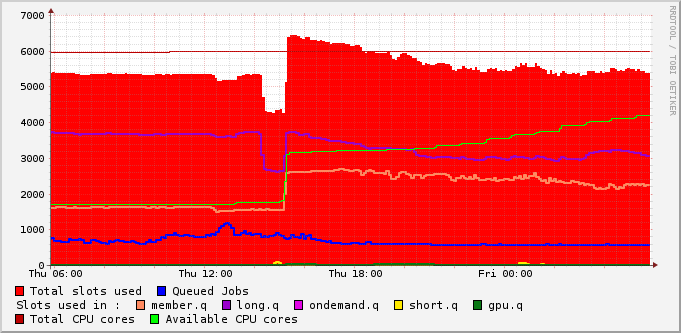 7000
6000
5000
4000
3000
2000
1000
0
Thu 06:00 Thu 12:00 Thu 18:00 Fri 00:00
Total slots used Queued Jobs
Slots used in : member.q long.q ondemand.q short.q gpu.q
Total CPU cores Available CPU cores
RRDTOOL / TOBI OETIKER